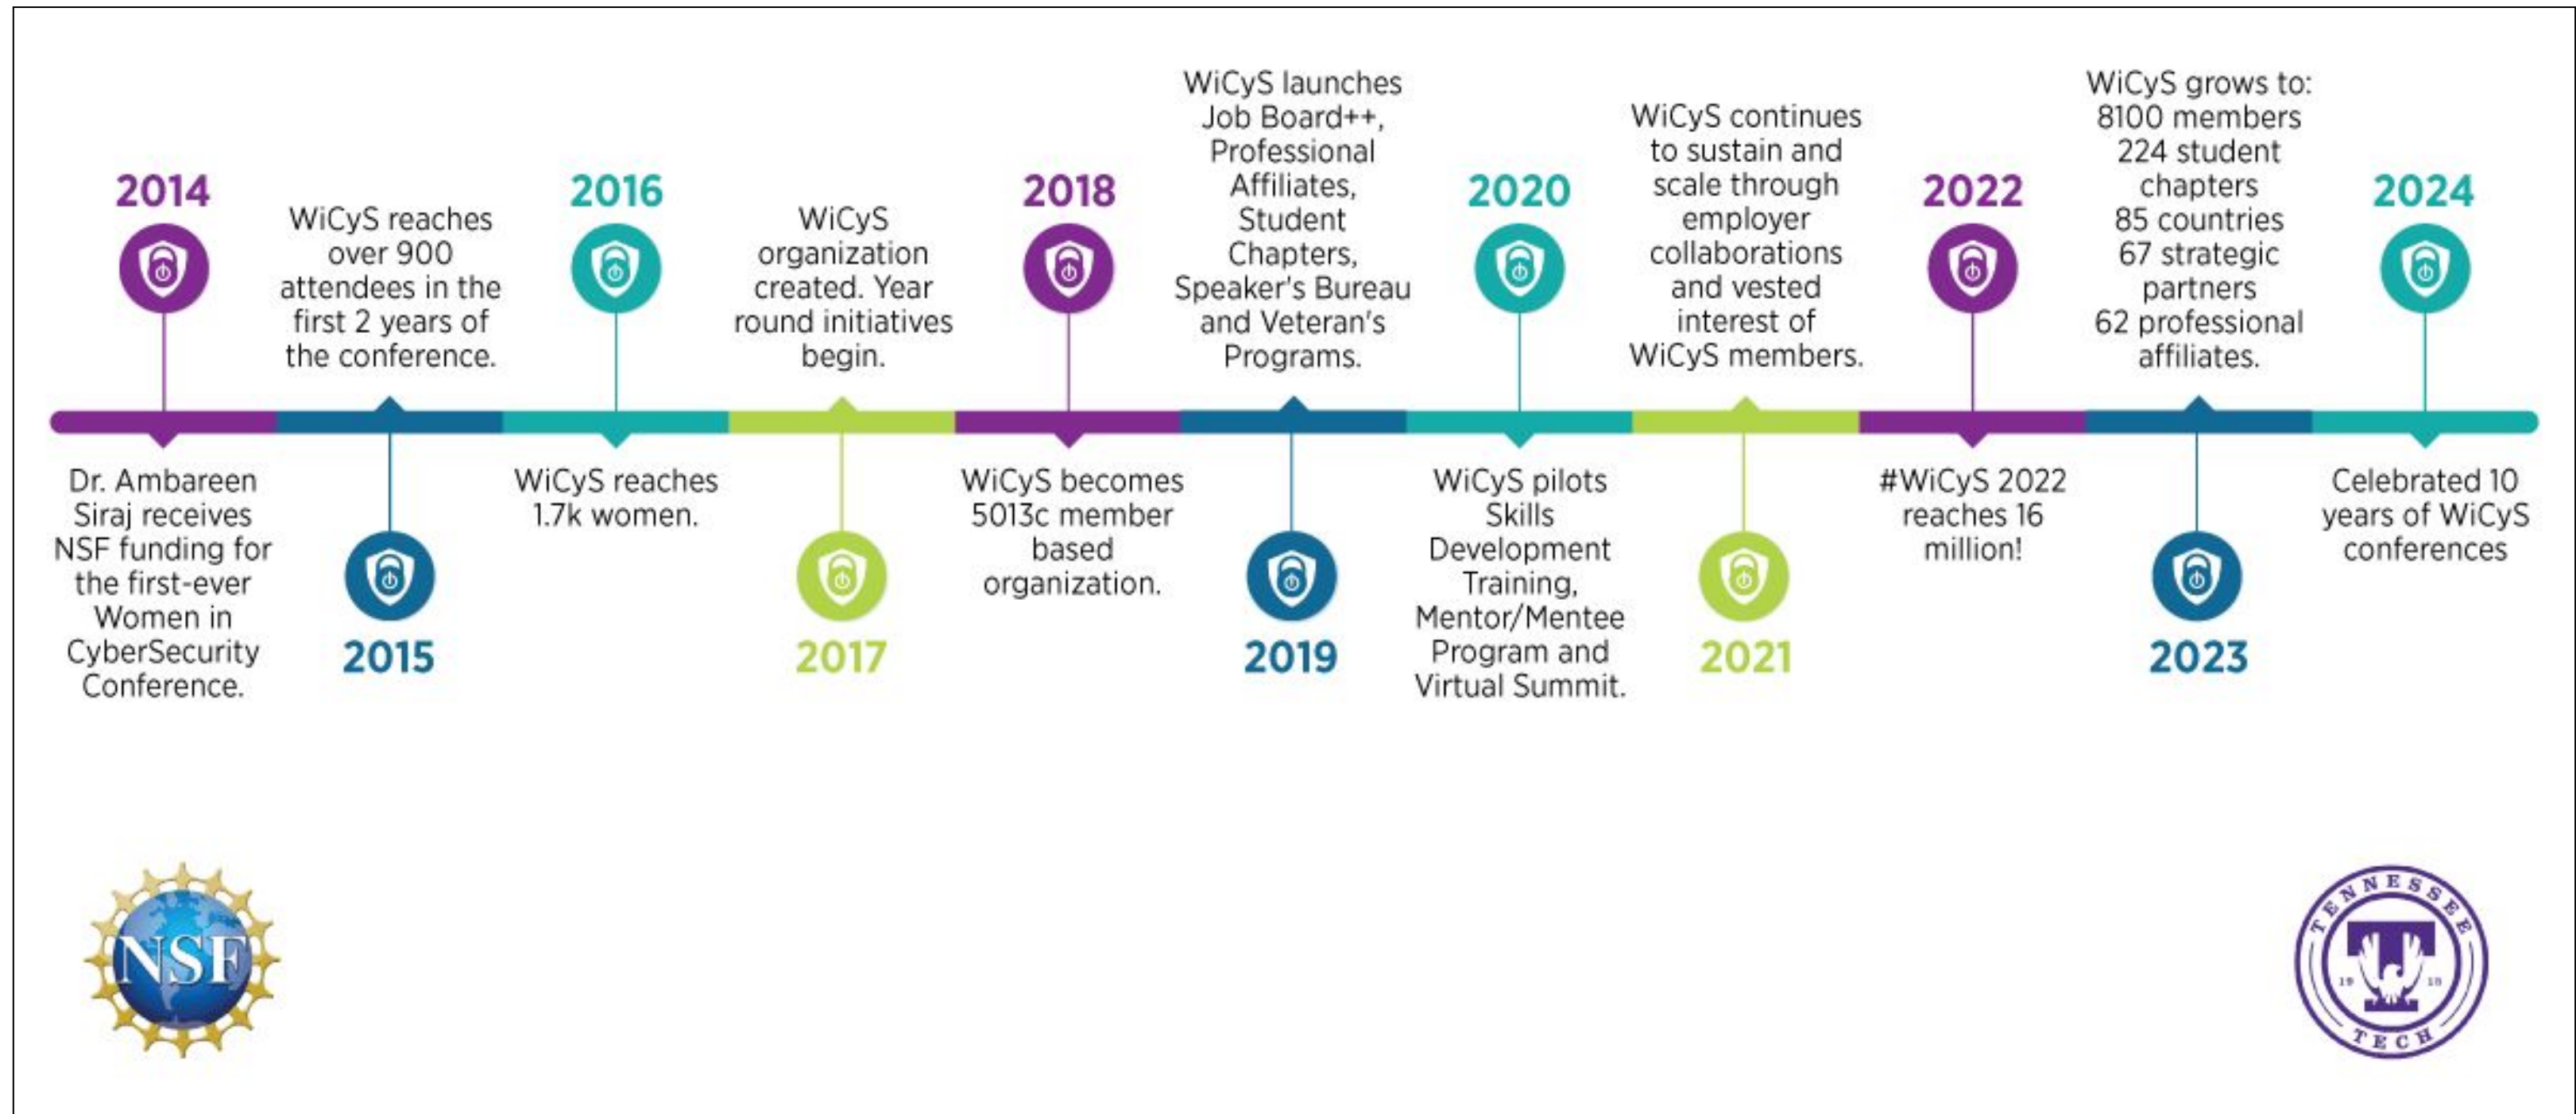 2014
Dr. Ambareen
Siraj receives
NSF funding for
the first-ever
Women in
CyberSecurity
Conference.
WiCyS reaches
over 900
attendees in the
first 2 years of
the conference.
2015
2016
WiCyS reaches
1.7k women.
WiCyS
organization
created. Year
round initiatives
begin.
2017
2018
WiCyS becomes
5013c member
based
organization.
WiCyS launches
Job Board++,
Professional
Affiliates,
Student
Chapters,
Speaker's Bureau
and Veteran's
Programs.
2019
2020
WiCyS pilots
Skills
Development
Training,
Mentor/Mentee
Program and
Virtual Summit.
WiCyS continues
to sustain and
scale through
employer
collaborations
and vested
interest of
WiCyS members.
2021
2022
#WiCyS 2022
reaches 16
million!
WiCyS grows to:
8100 members
224 student
chapters
85 countries
67 strategic
partners
62 professional
affiliates.
2023
2024
Celebrated 10
years of WiCyS
conferences
NSF
TENNESSEE
T
TECH